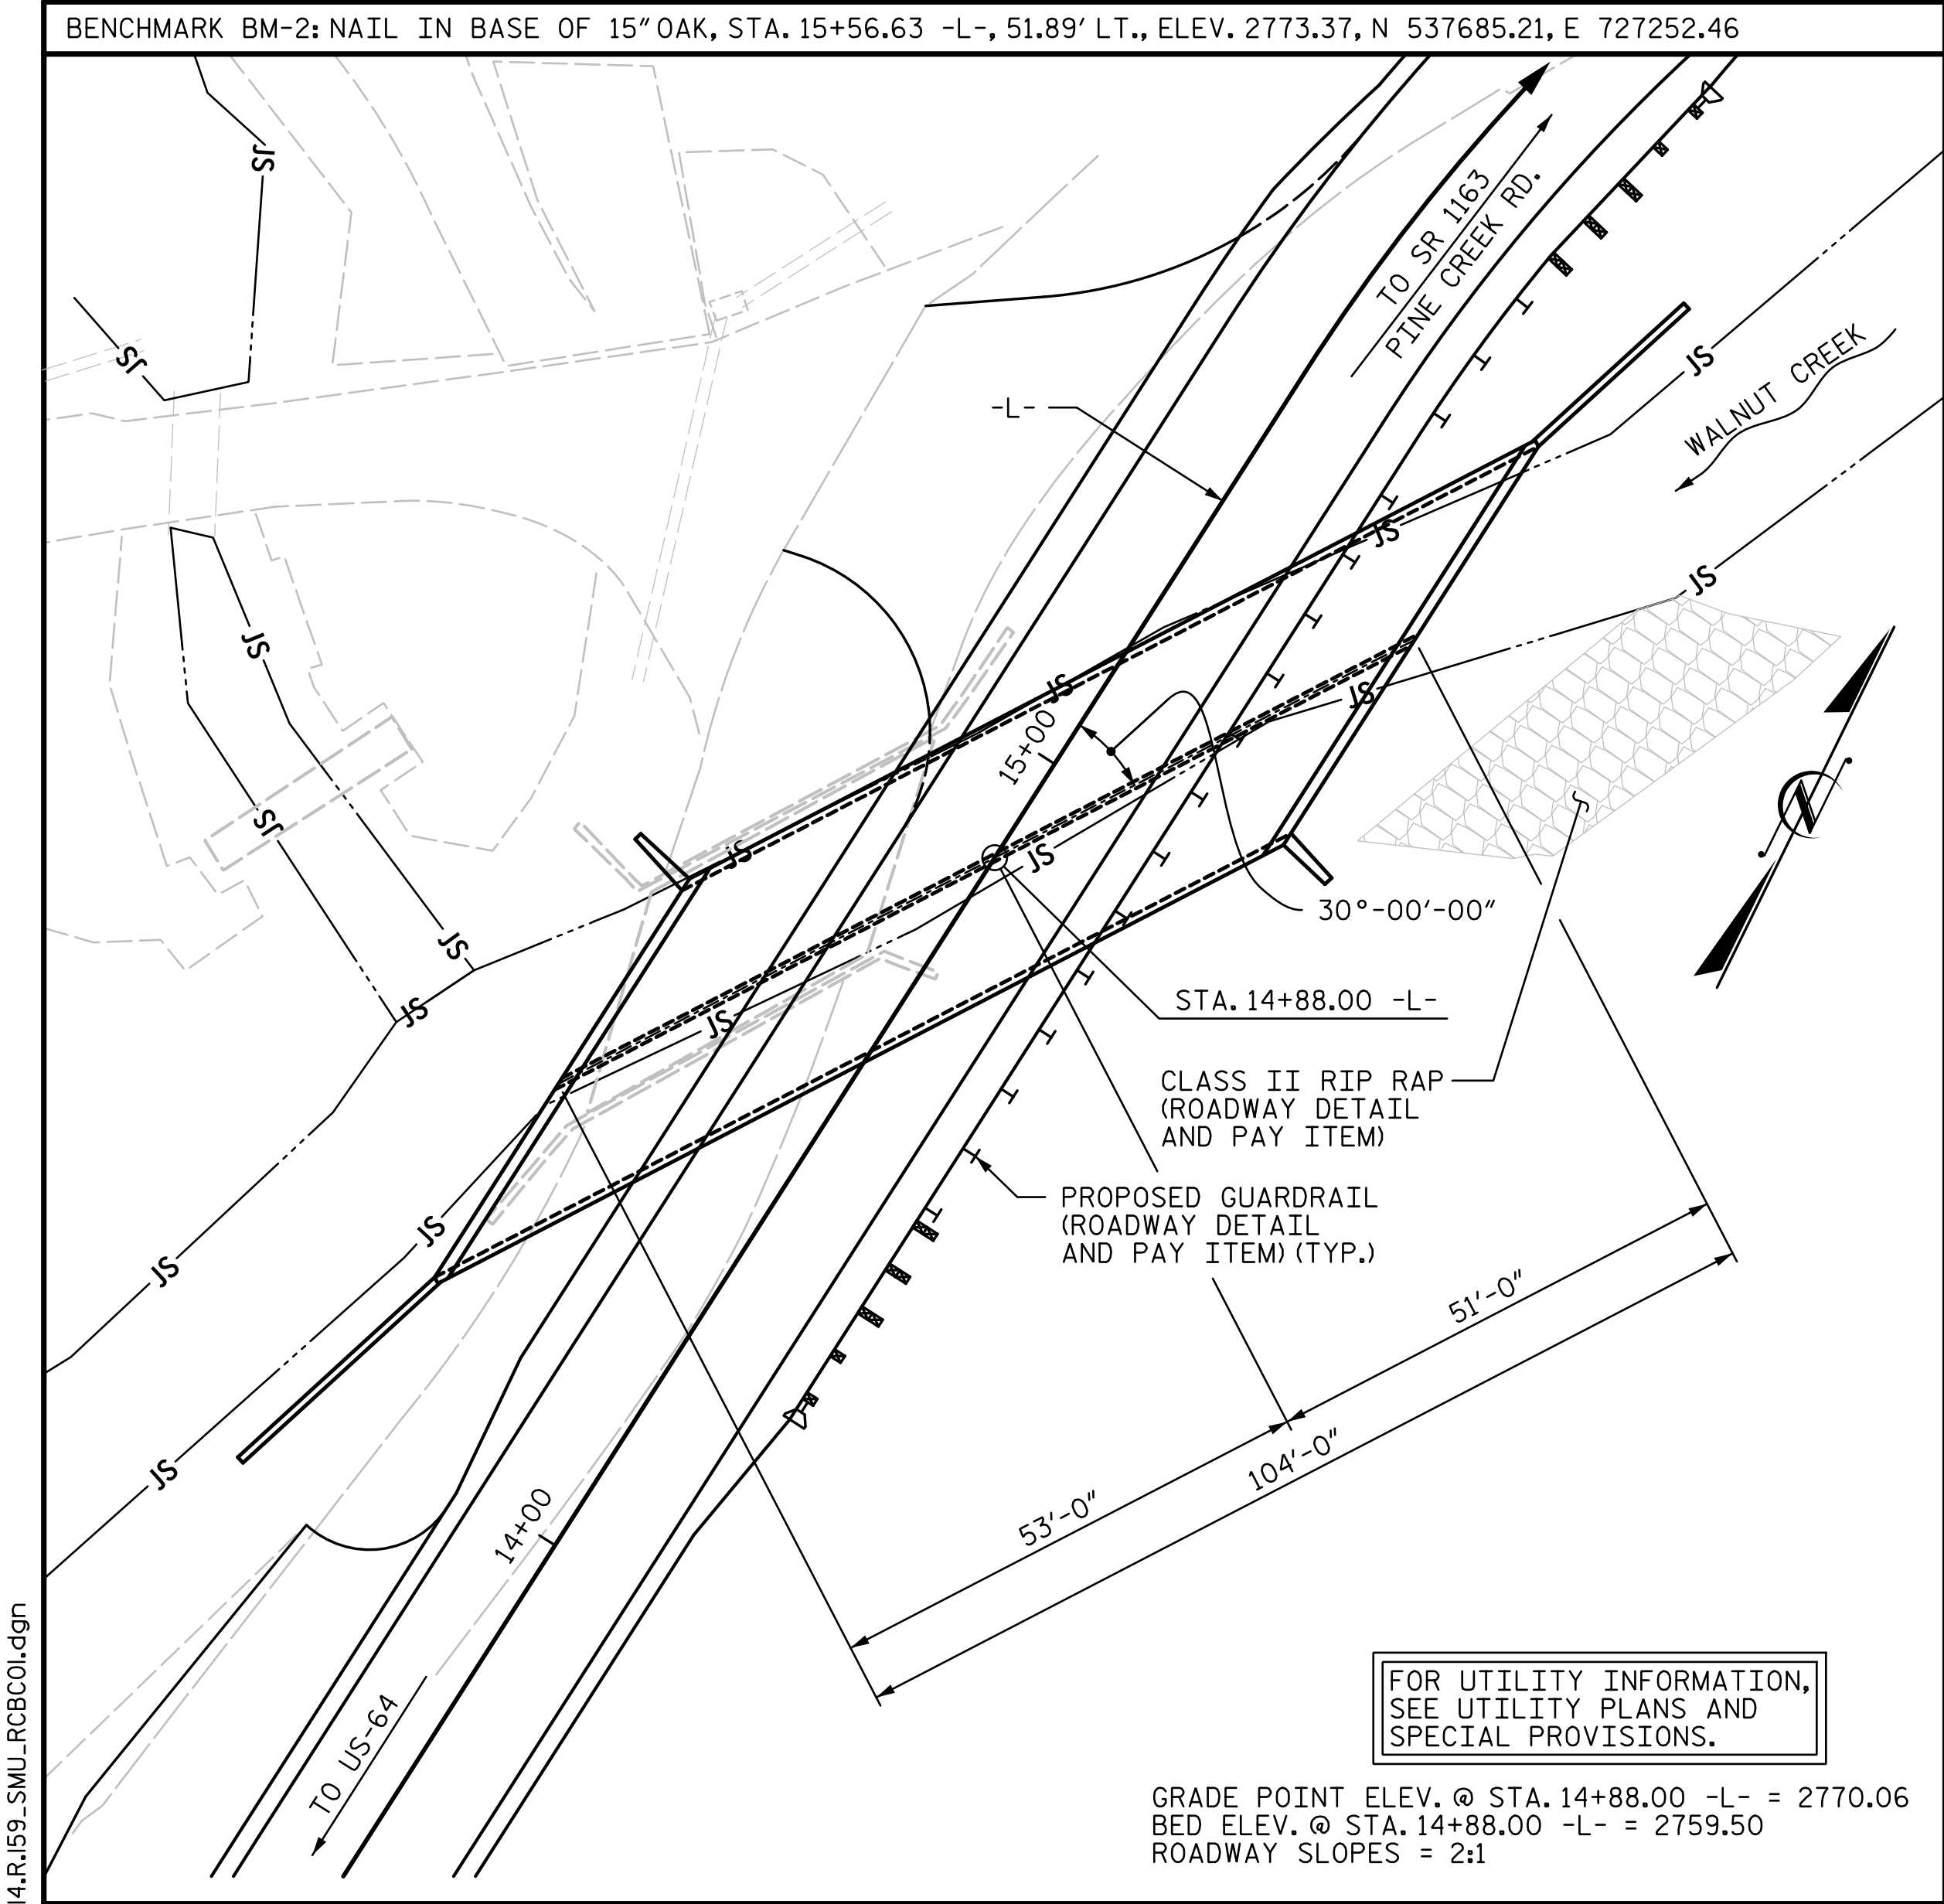 BENCHMARK BM-2: NAIL IN BASE OF 15" OAK, STA. 15+56.63 -L-, 51.89' LT., ELEV. 2773.37, N 537685.21, E 727252.46
JS
JS
TO SR 1163
PINE CREEK RD.
JS
WALNUT CREEK
-L-
JS
JS
JS
JS
JS
15+00
JS
JS
JS
30°-00'-00"
JS
JS
JS
STA. 14+88.00 -L-
CLASS II RIP RAP
(ROADWAY DETAIL
AND PAY ITEM)
PROPOSED GUARDRAIL
(ROADWAY DETAIL
AND PAY ITEM) (TYP.)
JS
JS
JS
51'-0"
104'-0"
53'-0"
14+00
TO US-64
N
FOR UTILITY INFORMATION,
SEE UTILITY PLANS AND
SPECIAL PROVISIONS.
GRADE POINT ELEV. @ STA. 14+88.00 -L- = 2770.06
BED ELEV. @ STA. 14+88.00 -L- = 2759.50
ROADWAY SLOPES = 2:1
14.R.159_SMU_RCBC01.dgn